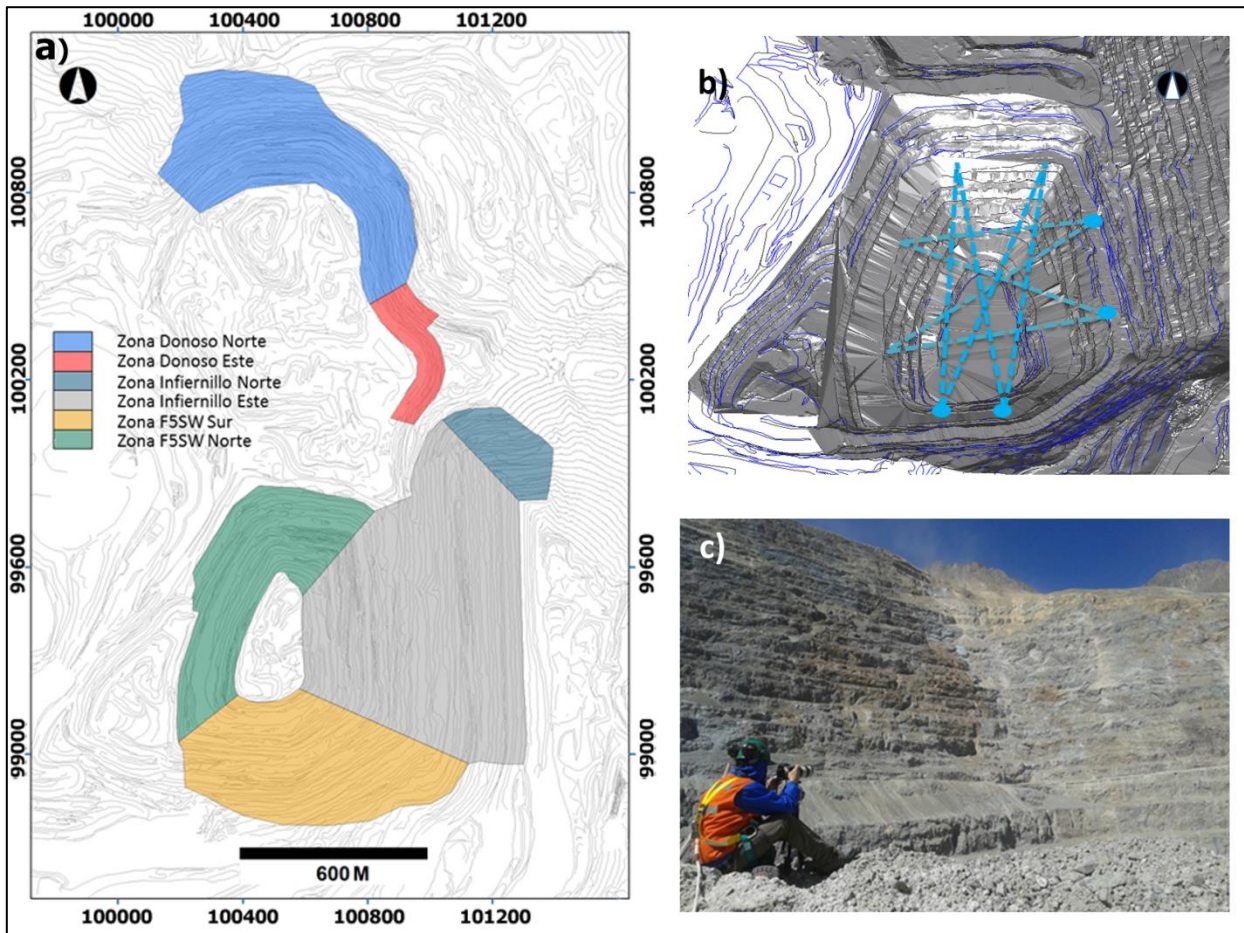 100000 100400 100800 101200
a)
100800
100200
99600
99000
Zona Donoso Norte
Zona Donoso Este
Zona Infiernillo Norte
Zona Infiernillo Este
Zona F5SW Sur
Zona F5SW Norte
100800
100200
99600
99000
600 M
100000 100400 100800 101200
b)
c)